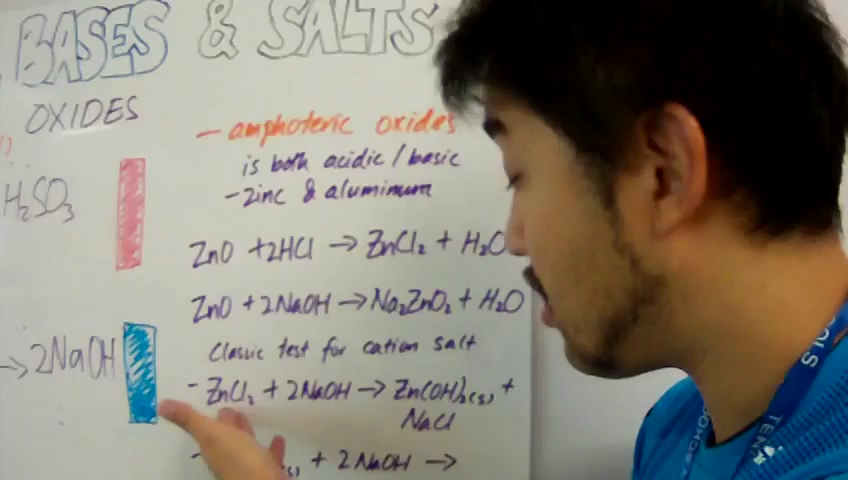 BASES & SALTS
OXIDES
- amphoteric oxides
is both acidic / basic
- zinc & aluminum
H₂SO₃
ZnO + 2HCl → ZnCl₂ + H₂O
ZnO + 2NaOH → Na₂ZnO₂ + H₂O
Classic test for cation salt
→ 2NaOH
- ZnCl₂ + 2NaOH → Zn(OH)₂(s) +
NaCl
- (s) + 2NaOH →